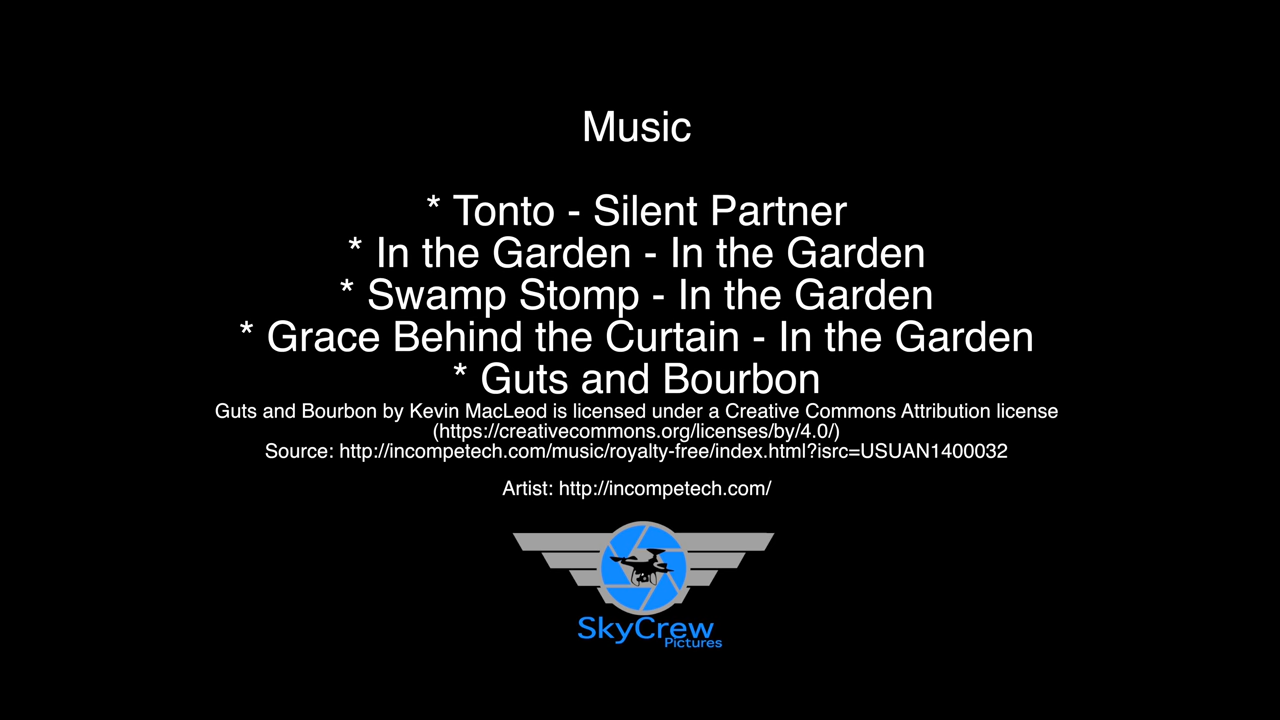 Music
* Tonto - Silent Partner
* In the Garden - In the Garden
* Swamp Stomp - In the Garden
* Grace Behind the Curtain - In the Garden
* Guts and Bourbon
Guts and Bourbon by Kevin MacLeod is licensed under a Creative Commons Attribution license
(https://creativecommons.org/licenses/by/4.0/)
Source: http://incompetech.com/music/royalty-free/index.html?isrc=USUAN1400032
Artist: http://incompetech.com/
SkyCrew
Pictures